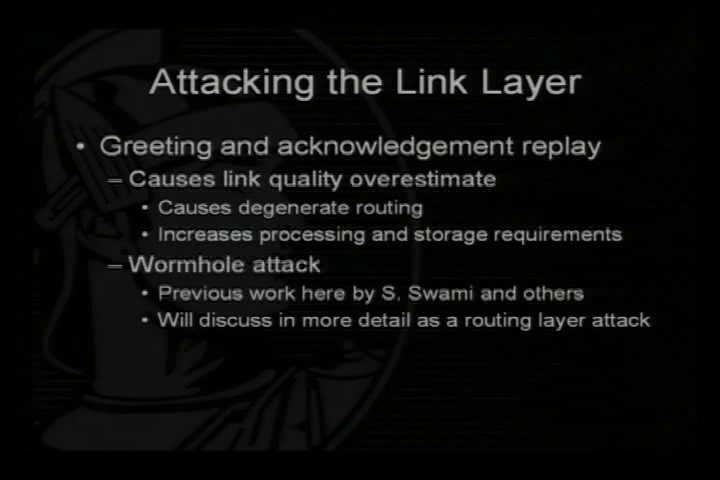 Attacking the Link Layer
• Greeting and acknowledgement replay
– Causes link quality overestimate
• Causes degenerate routing
• Increases processing and storage requirements
– Wormhole attack
• Previous work here by S. Swami and others
• Will discuss in more detail as a routing layer attack